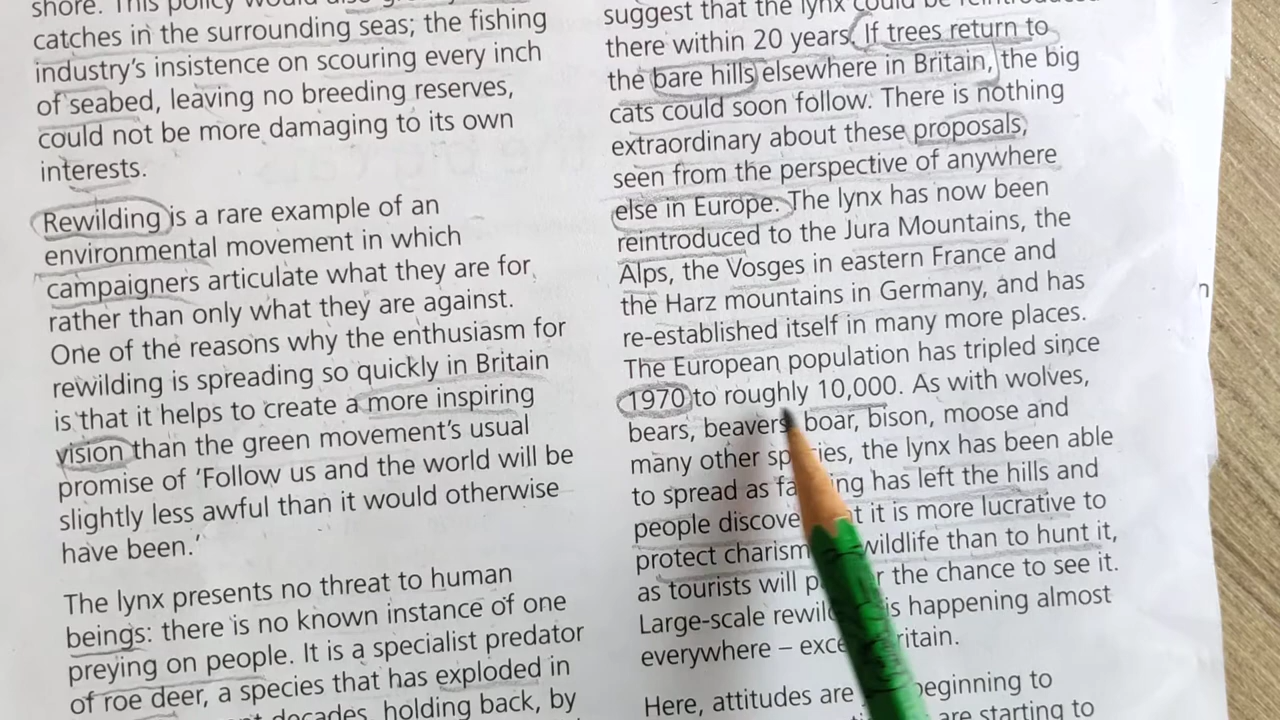 shore. This policy would also
catches in the surrounding seas; the fishing
industry's insistence on scouring every inch
of seabed, leaving no breeding reserves,
could not be more damaging to its own
interests.
Rewilding is a rare example of an
environmental movement in which
campaigners articulate what they are for
rather than only what they are against.
One of the reasons why the enthusiasm for
rewilding is spreading so quickly in Britain
is that it helps to create a more inspiring
vision than the green movement's usual
promise of 'Follow us and the world will be
slightly less awful than it would otherwise
have been.'
The lynx presents no threat to human
beings: there is no known instance of one
preying on people. It is a specialist predator
of roe deer, a species that has exploded in
decades, holding back, by
suggest that the lynx could be
there within 20 years. If trees return to
the bare hills elsewhere in Britain, the big
cats could soon follow. There is nothing
extraordinary about these proposals,
seen from the perspective of anywhere
else in Europe. The lynx has now been
reintroduced to the Jura Mountains, the
Alps, the Vosges in eastern France and
the Harz mountains in Germany, and has
re-established itself in many more places.
The European population has tripled since
1970 to roughly 10,000. As with wolves,
bears, beavers boar, bison, moose and
many other species, the lynx has been able
to spread as has left the hills and
people it is more lucrative to
protect wildlife than to hunt it,
as tourists will the chance to see it.
Large-scale is happening almost
everywhere –
Here, attitudes are beginning to
are starting to
n